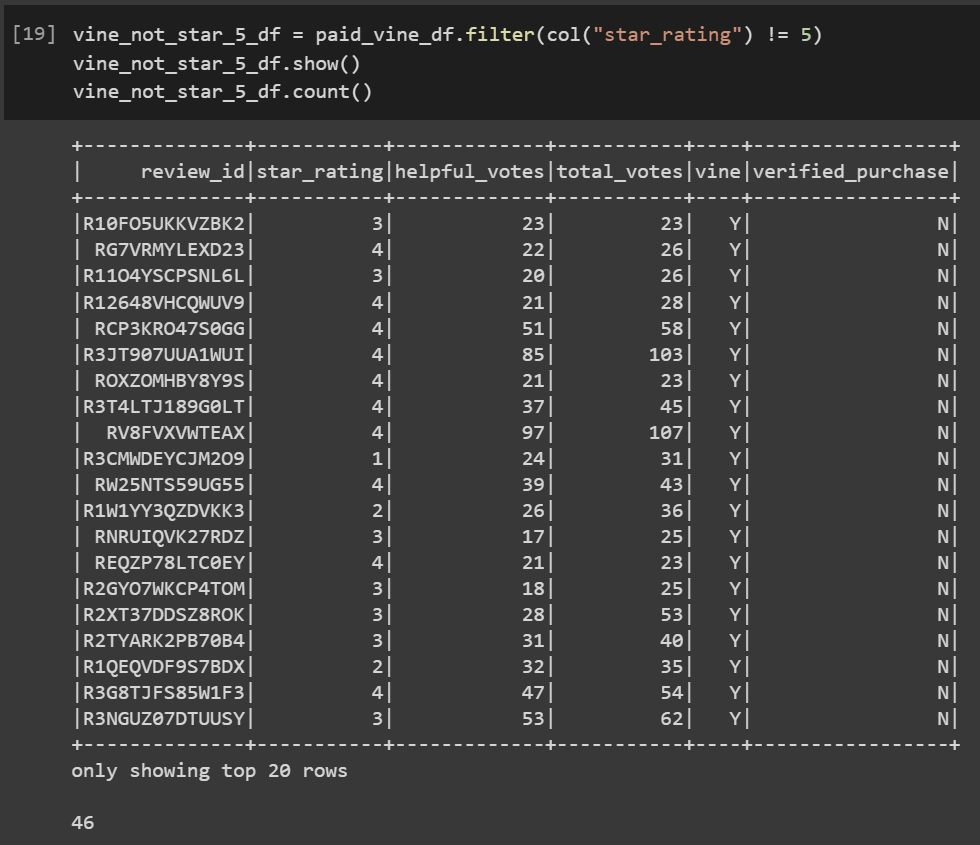 [19] vine_not_star_5_df = paid_vine_df.filter(col("star_rating") != 5)
vine_not_star_5_df.show()
vine_not_star_5_df.count()
+--------------+-----------+-------------+-----------+----+-----------------+
|     review_id|star_rating|helpful_votes|total_votes|vine|verified_purchase|
+--------------+-----------+-------------+-----------+----+-----------------+
|R10FO5UKKVZBK2|          3|           23|         23|   Y|                N|
| RG7VRMYLEXD23|          4|           22|         26|   Y|                N|
|R11O4YSCPSNL6L|          3|           20|         26|   Y|                N|
|R12648VHCQWUV9|          4|           21|         28|   Y|                N|
| RCP3KRO47S0GG|          4|           51|         58|   Y|                N|
|R3JT907UUA1WUI|          4|           85|        103|   Y|                N|
| ROXZOMHBY8Y9S|          4|           21|         23|   Y|                N|
|R3T4LTJ189G0LT|          4|           37|         45|   Y|                N|
|  RV8FVXVWTEAX|          4|           97|        107|   Y|                N|
|R3CMWDEYCJM2O9|          1|           24|         31|   Y|                N|
| RW25NTS59UG55|          4|           39|         43|   Y|                N|
|R1W1YY3QZDVKK3|          2|           26|         36|   Y|                N|
| RNRUIQVK27RDZ|          3|           17|         25|   Y|                N|
| REQZP78LTC0EY|          4|           21|         23|   Y|                N|
|R2GYO7WKCP4TOM|          3|           18|         25|   Y|                N|
|R2XT37DDSZ8ROK|          3|           28|         53|   Y|                N|
|R2TYARK2PB70B4|          3|           31|         40|   Y|                N|
|R1QEQVDF9S7BDX|          2|           32|         35|   Y|                N|
|R3G8TJFS85W1F3|          4|           47|         54|   Y|                N|
|R3NGUZ07DTUUSY|          3|           53|         62|   Y|                N|
+--------------+-----------+-------------+-----------+----+-----------------+
only showing top 20 rows
46